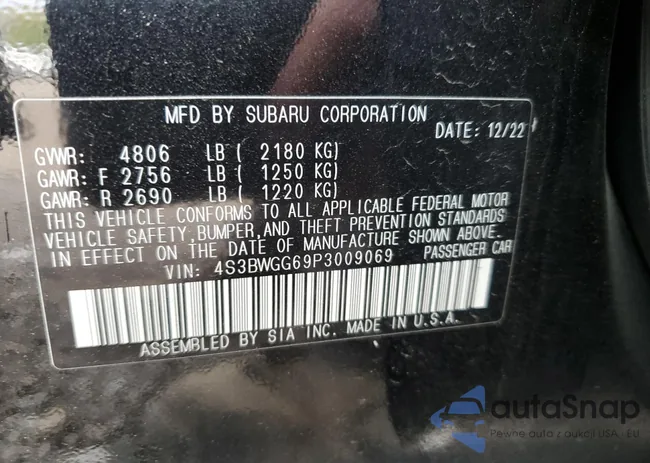 MFD BY SUBARU CORPORATION
DATE: 12/22
GVWR: 4806 LB ( 2180 KG)
GAWR: F 2756 LB ( 1250 KG)
GAWR: R 2690 LB ( 1220 KG)
THIS VEHICLE CONFORMS TO ALL APPLICABLE FEDERAL MOTOR
VEHICLE SAFETY,BUMPER,AND THEFT PREVENTION STANDARDS
IN EFFECT ON THE DATE OF MANUFACTURE SHOWN ABOVE.
VIN: 4S3BWGG69P3009069 PASSENGER CAR
ASSEMBLED BY SIA INC. MADE IN U.S.A.
autaSnap
Pewne auto z aukcji USA i EU